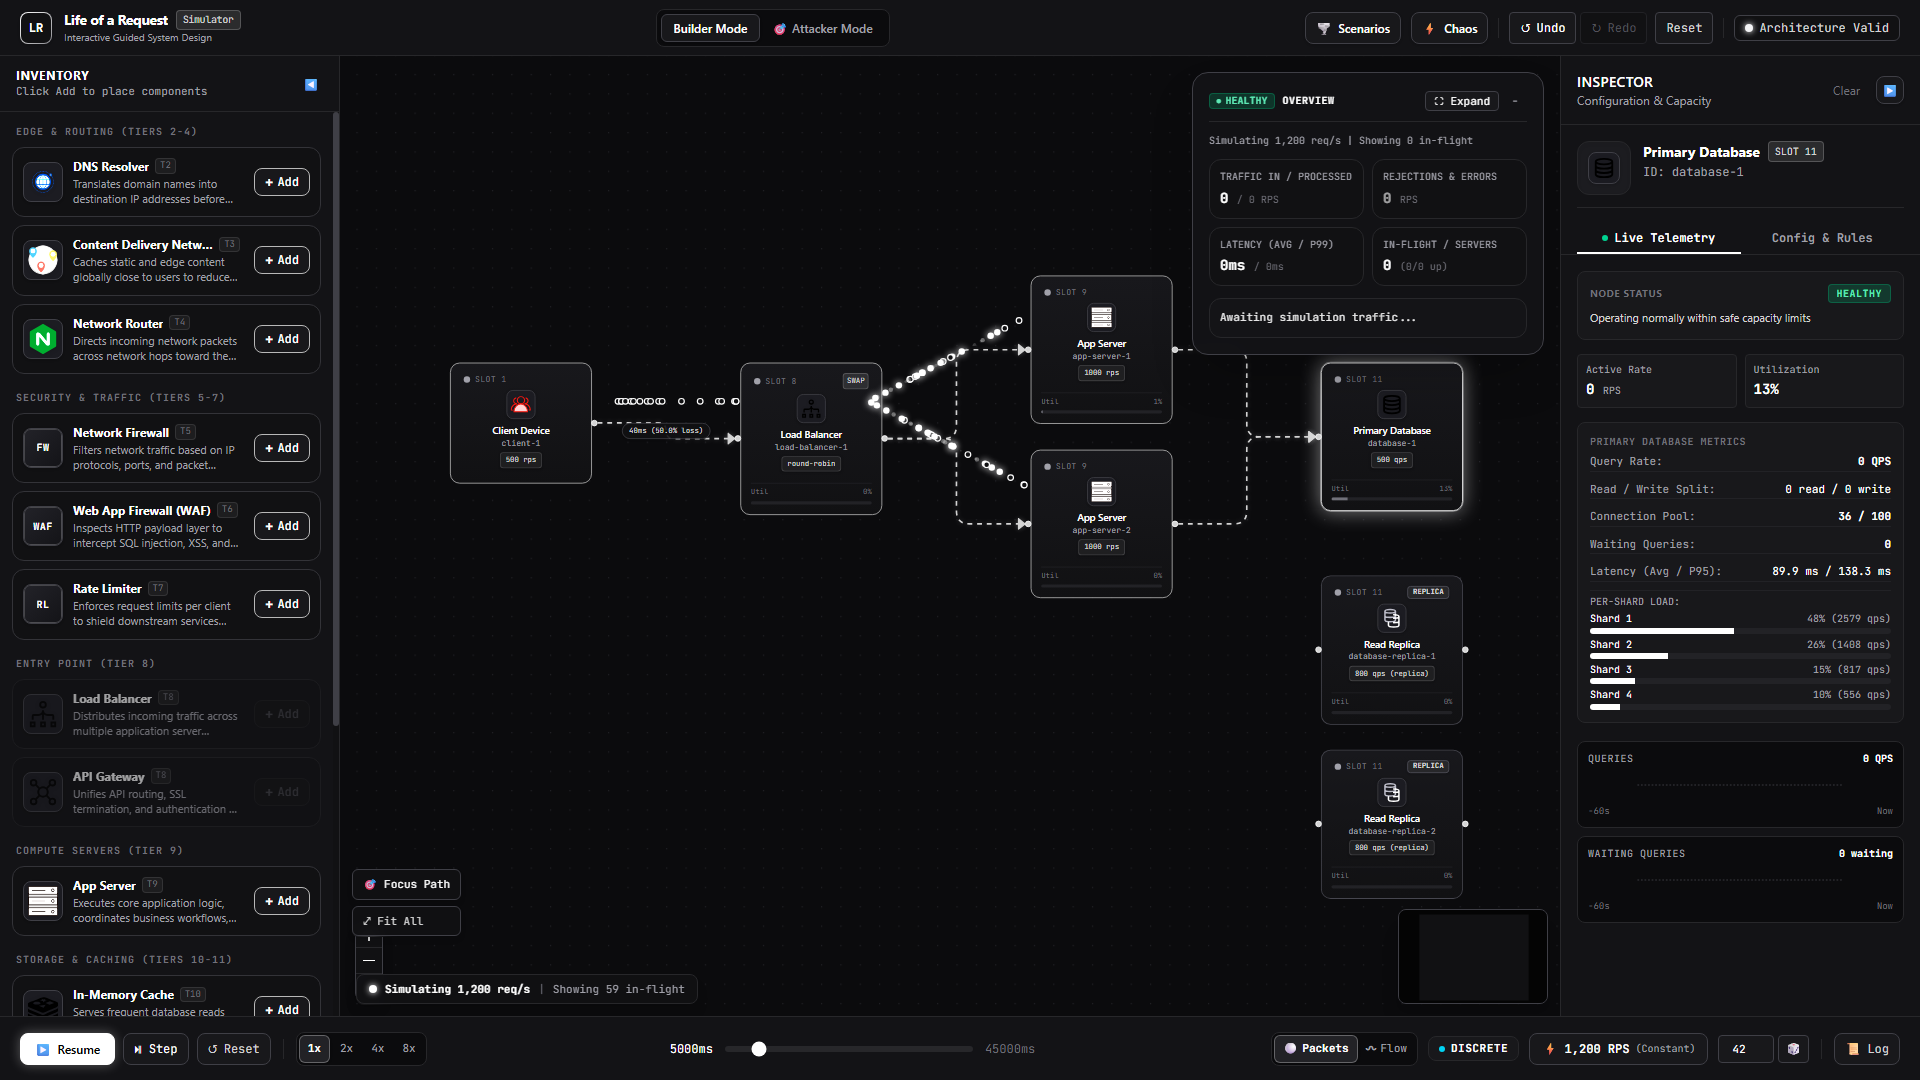 LR
Life of a Request
Simulator
Interactive Guided System Design
Builder Mode
Attacker Mode
Scenarios
Chaos
↺ Undo
↻ Redo
Reset
Architecture Valid
INVENTORY
Click Add to place components
EDGE & ROUTING (TIERS 2-4)
DNS Resolver T2
Translates domain names into
destination IP addresses before...
+ Add
Content Delivery Netw... T3
Caches static and edge content
globally close to users to reduce...
+ Add
Network Router T4
Directs incoming network packets
across network hops toward the...
+ Add
SECURITY & TRAFFIC (TIERS 5-7)
FW
Network Firewall T5
Filters network traffic based on IP
protocols, ports, and packet...
+ Add
WAF
Web App Firewall (WAF) T6
Inspects HTTP payload layer to
intercept SQL injection, XSS, and...
+ Add
RL
Rate Limiter T7
Enforces request limits per client
to shield downstream services...
+ Add
ENTRY POINT (TIER 8)
Load Balancer T8
Distributes incoming traffic across
multiple application server...
+ Add
API Gateway T8
Unifies API routing, SSL
termination, and authentication ...
+ Add
COMPUTE SERVERS (TIER 9)
App Server T9
Executes core application logic,
coordinates business workflows,...
+ Add
STORAGE & CACHING (TIERS 10-11)
In-Memory Cache T10
Serves frequent database reads
+ Add
SLOT 1
Client Device
client-1
500 rps
40ms (50.0% loss)
SLOT 8
SWAP
Load Balancer
load-balancer-1
round-robin
Util 0%
SLOT 9
App Server
app-server-1
1000 rps
Util 1%
SLOT 9
App Server
app-server-2
1000 rps
Util 0%
HEALTHY
OVERVIEW
Expand
-
Simulating 1,200 req/s | Showing 0 in-flight
TRAFFIC IN / PROCESSED
0 / 0 RPS
REJECTIONS & ERRORS
0 RPS
LATENCY (AVG / P99)
0ms / 0ms
IN-FLIGHT / SERVERS
0 (0/0 up)
Awaiting simulation traffic...
SLOT 11
Primary Database
database-1
500 qps
Util 13%
SLOT 11
REPLICA
Read Replica
database-replica-1
800 qps (replica)
Util 0%
SLOT 11
REPLICA
Read Replica
database-replica-2
800 qps (replica)
Util 0%
Focus Path
Fit All
Simulating 1,200 req/s | Showing 59 in-flight
INSPECTOR
Configuration & Capacity
Clear
Primary Database SLOT 11
ID: database-1
Live Telemetry
Config & Rules
NODE STATUS
HEALTHY
Operating normally within safe capacity limits
Active Rate
0 RPS
Utilization
13%
PRIMARY DATABASE METRICS
Query Rate: 0 QPS
Read / Write Split: 0 read / 0 write
Connection Pool: 36 / 100
Waiting Queries: 0
Latency (Avg / P95): 89.9 ms / 138.3 ms
PER-SHARD LOAD:
Shard 1 48% (2579 qps)
Shard 2 26% (1408 qps)
Shard 3 15% (817 qps)
Shard 4 10% (556 qps)
QUERIES 0 QPS
-60s Now
WAITING QUERIES 0 waiting
-60s Now
Resume
Step
↺ Reset
1x
2x
4x
8x
5000ms
45000ms
Packets
Flow
DISCRETE
1,200 RPS (Constant)
42
Log